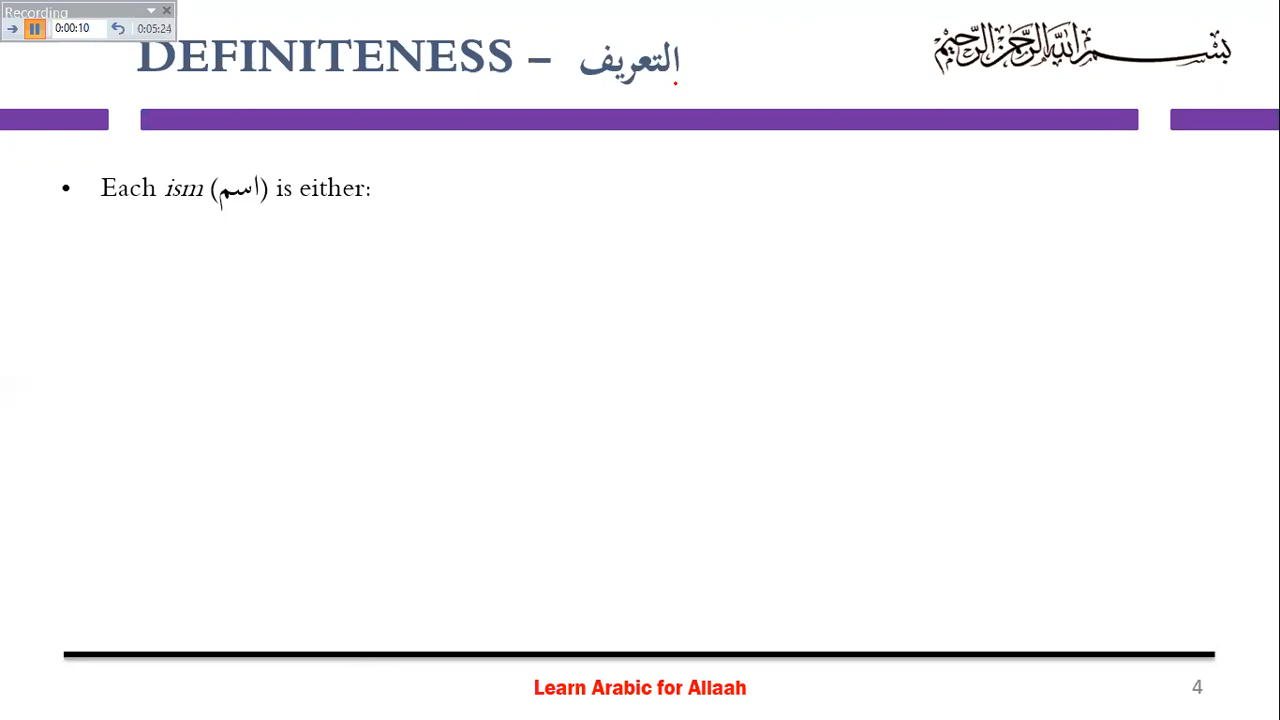 Recording
0:00:10 0:05:24
DEFINITENESS – التعريف
بسم الله الرحمن الرحيم
• Each ism (اسم) is either:
Learn Arabic for Allaah
4